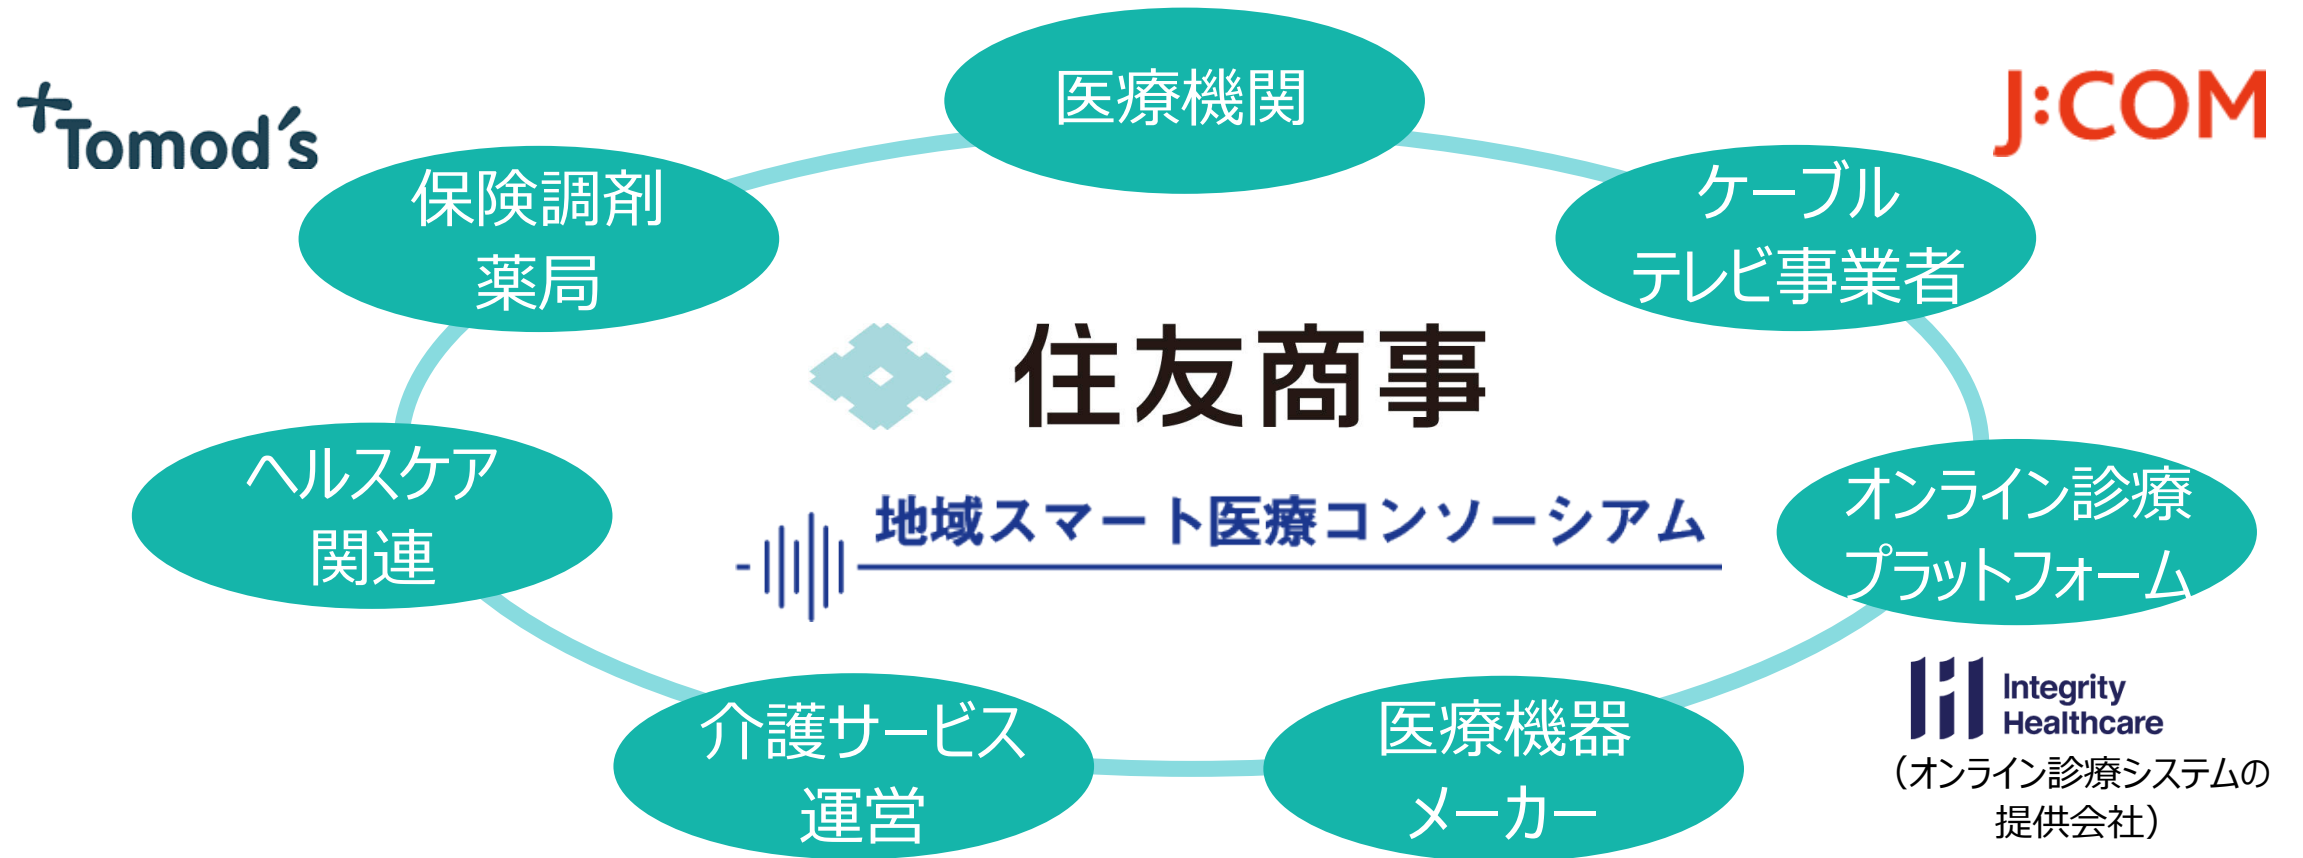 医療機関
Tomod's
J:COM
保険調剤
薬局
ケーブル
テレビ事業者
住友商事
地域スマート医療コンソーシアム
ヘルスケア
関連
オンライン診療
プラットフォーム
介護サービス
運営
医療機器
メーカー
Integrity
Healthcare
（オンライン診療システムの
提供会社）